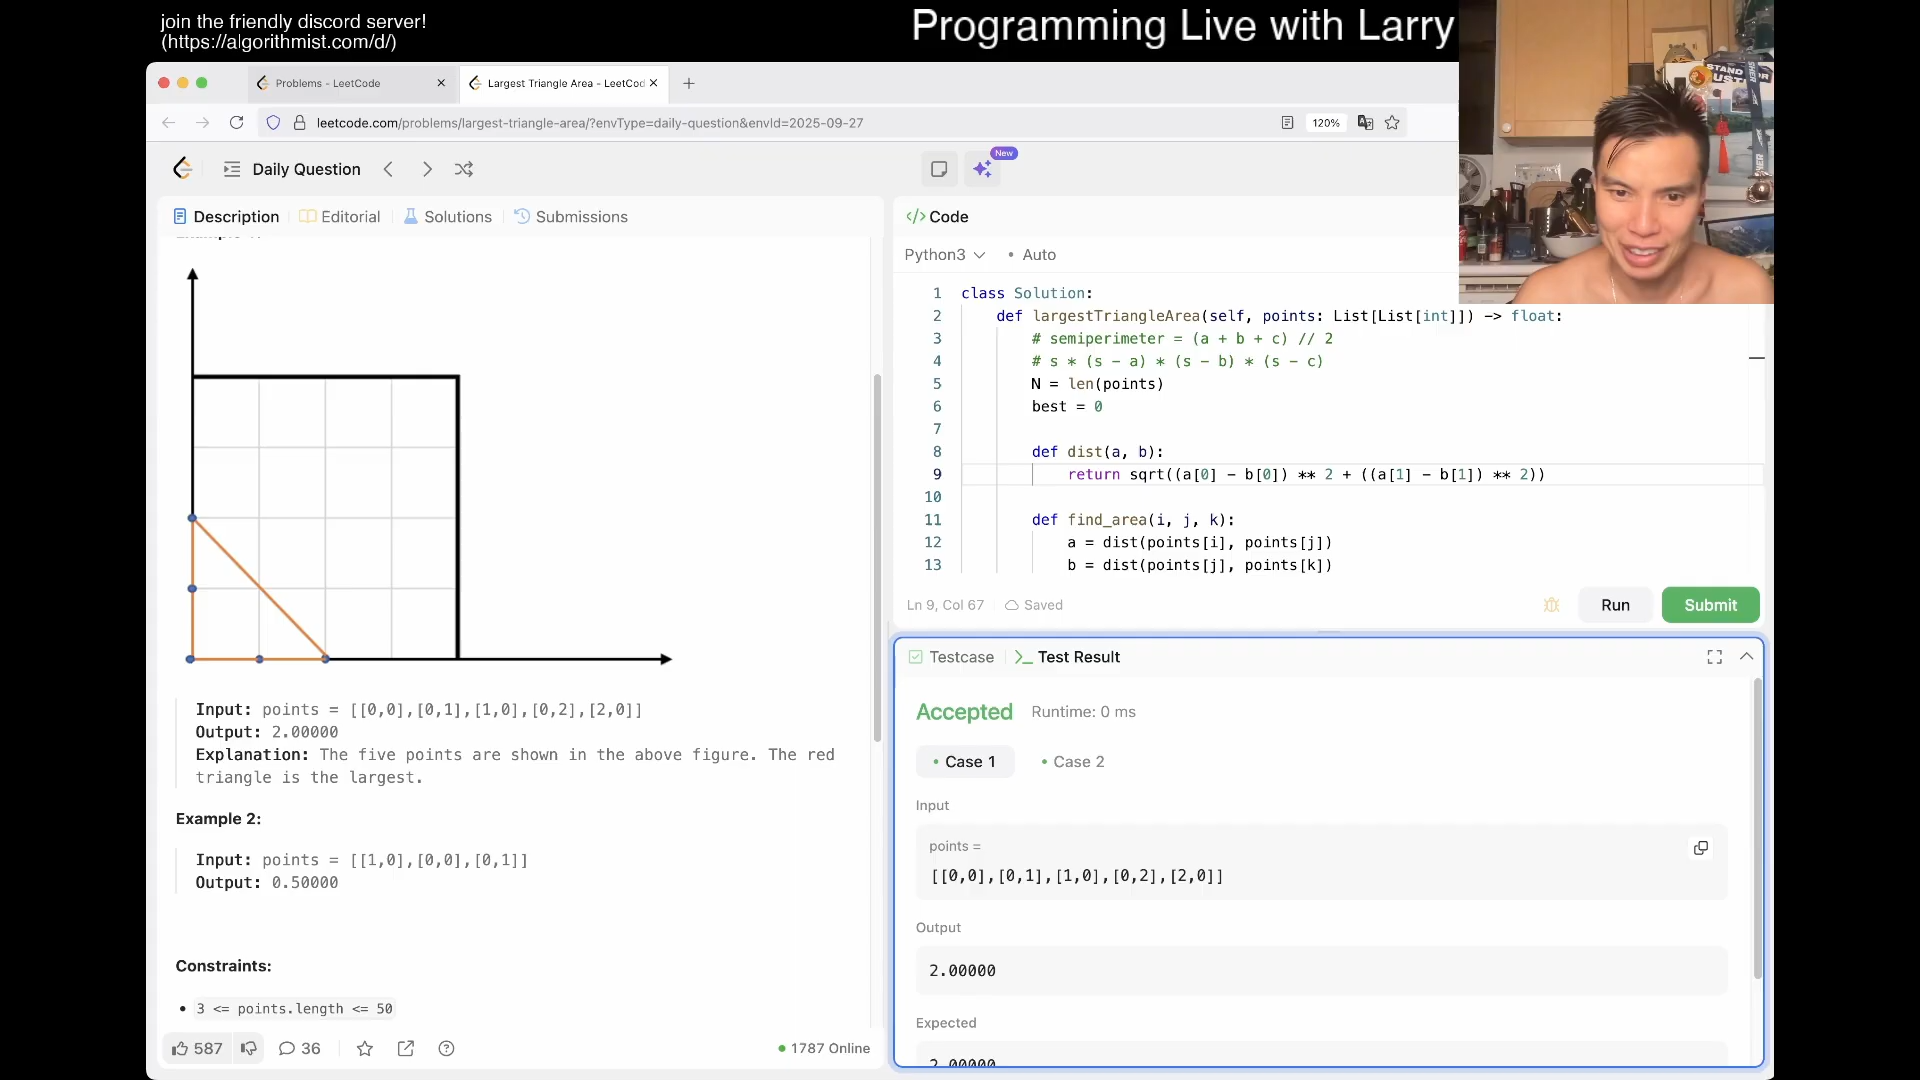 join the friendly discord server!
(https://algorithmist.com/d/)
Programming Live with Larry
Problems - LeetCode
Largest Triangle Area - LeetCod
leetcode.com/problems/largest-triangle-area/?envType=daily-question&envId=2025-09-27
120%
Daily Question
New
Description
Editorial
Solutions
Submissions
Input: points = [[0,0],[0,1],[1,0],[0,2],[2,0]]
Output: 2.00000
Explanation: The five points are shown in the above figure. The red
triangle is the largest.
Example 2:
Input: points = [[1,0],[0,0],[0,1]]
Output: 0.50000
Constraints:
3 <= points.length <= 50
587
36
1787 Online
</> Code
Python3
Auto
1 class Solution:
2 def largestTriangleArea(self, points: List[List[int]]) -> float:
3 # semiperimeter = (a + b + c) // 2
4 # s * (s - a) * (s - b) * (s - c)
5 N = len(points)
6 best = 0
7
8 def dist(a, b):
9 return sqrt((a[0] - b[0]) ** 2 + ((a[1] - b[1]) ** 2))
10
11 def find_area(i, j, k):
12 a = dist(points[i], points[j])
13 b = dist(points[j], points[k])
Ln 9, Col 67
Saved
Run
Submit
Testcase
Test Result
Accepted
Runtime: 0 ms
Case 1
Case 2
Input
points =
[[0,0],[0,1],[1,0],[0,2],[2,0]]
Output
2.00000
Expected
2.00000